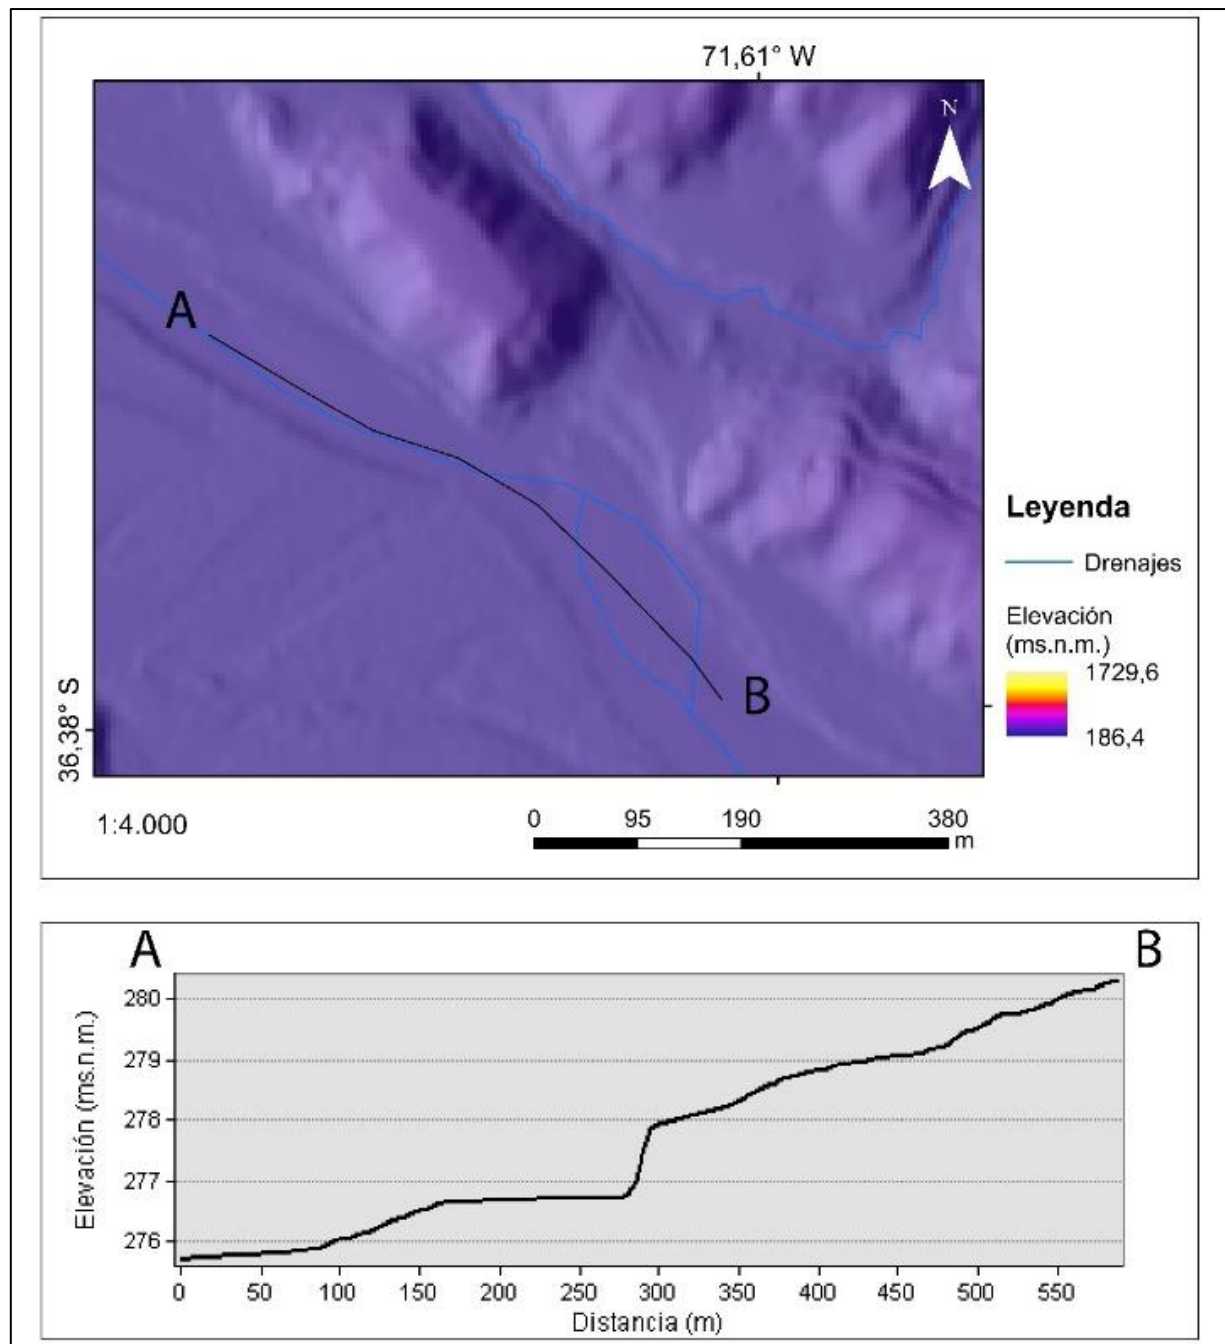 71,61° W
N
A
B
36,38° S
Leyenda
Drenajes
Elevación
(ms.n.m.)
1729,6
186,4
1:4.000
0 95 190 380
m
A B
Elevación (ms.n.m.)
280
279
278
277
276
0 50 100 150 200 250 300 350 400 450 500 550
Distancia (m)